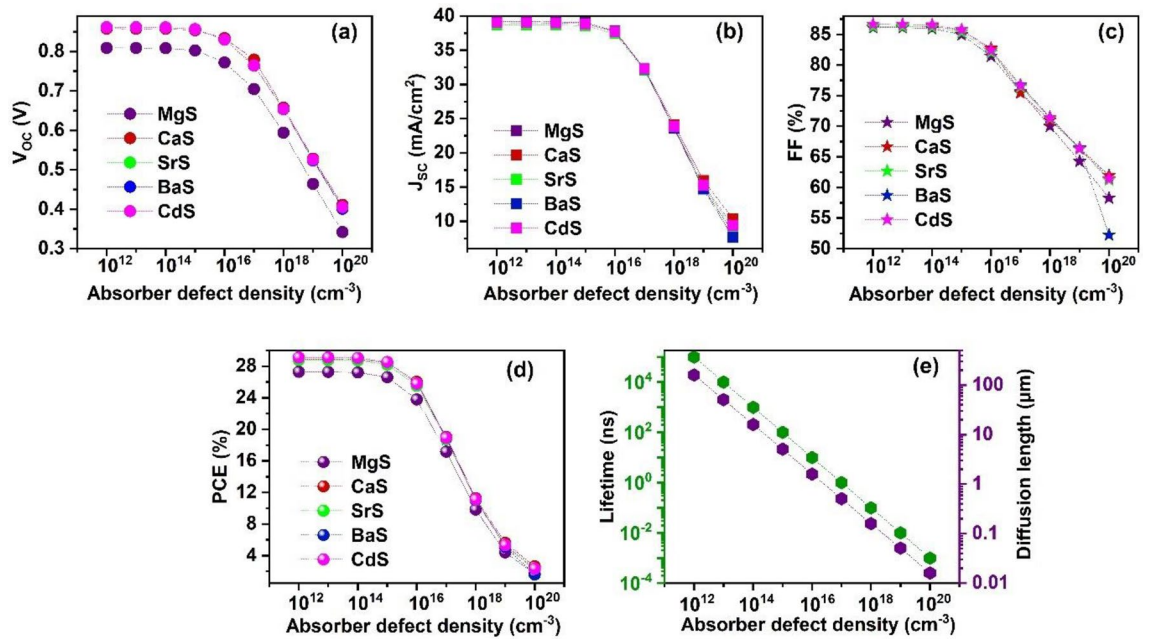 (a)
0.8
0.7
0.6
0.5
0.4
0.3
V_OC (V)
MgS
CaS
SrS
BaS
CdS
10^12 10^14 10^16 10^18 10^20
Absorber defect density (cm^-3)
(b)
40
35
30
25
20
15
10
J_SC (mA/cm^2)
MgS
CaS
SrS
BaS
CdS
10^12 10^14 10^16 10^18 10^20
Absorber defect density (cm^-3)
(c)
85
80
75
70
65
60
55
50
FF (%)
MgS
CaS
SrS
BaS
CdS
10^12 10^14 10^16 10^18 10^20
Absorber defect density (cm^-3)
(d)
28
24
20
16
12
8
4
PCE (%)
MgS
CaS
SrS
BaS
CdS
10^12 10^14 10^16 10^18 10^20
Absorber defect density (cm^-3)
(e)
10^4
10^2
10^0
10^-2
10^-4
Lifetime (ns)
100
10
1
0.1
0.01
Diffusion length (µm)
10^12 10^14 10^16 10^18 10^20
Absorber defect density (cm^-3)